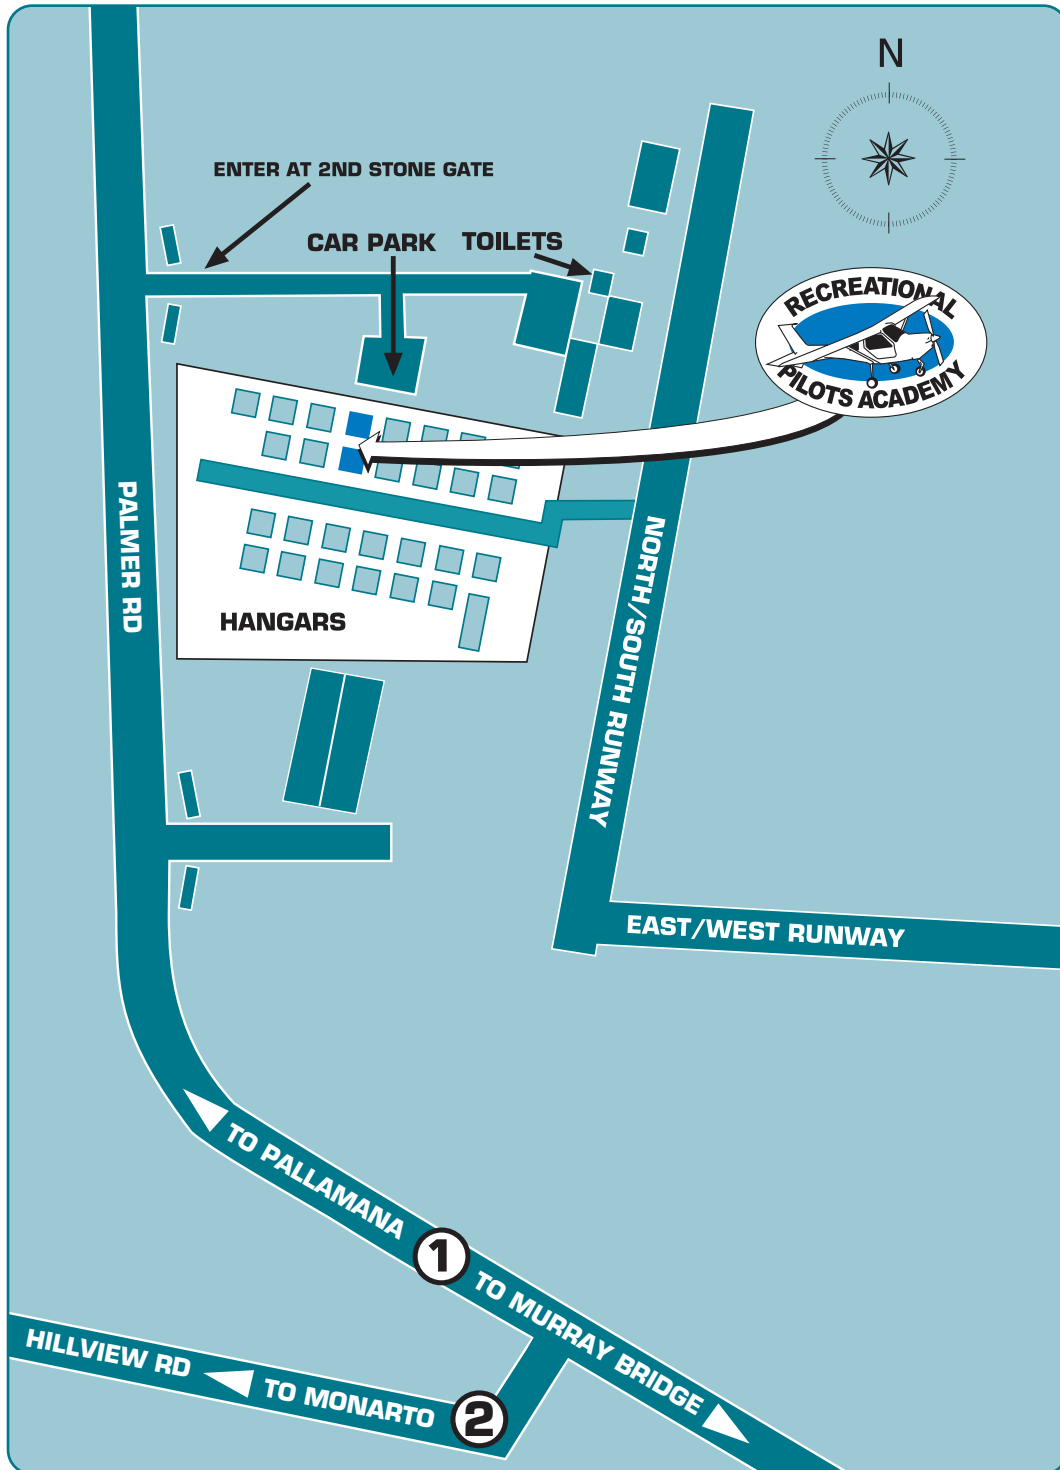 N
ENTER AT 2ND STONE GATE
CAR PARK
TOILETS
RECREATIONAL
PILOTS ACADEMY
PALMER RD
HANGARS
NORTH/SOUTH RUNWAY
EAST/WEST RUNWAY
TO PALLAMANA
1
TO MURRAY BRIDGE
HILLVIEW RD
TO MONARTO
2